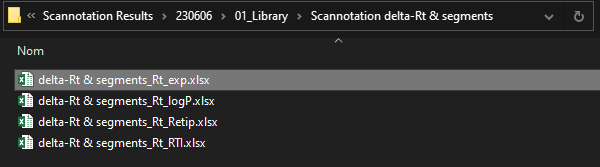 « Scannotation Results > 230606 > 01_Library > Scannotation delta-Rt & segments
Nom
delta-Rt & segments_Rt_exp.xlsx
delta-Rt & segments_Rt_logP.xlsx
delta-Rt & segments_Rt_Retip.xlsx
delta-Rt & segments_Rt_RTI.xlsx